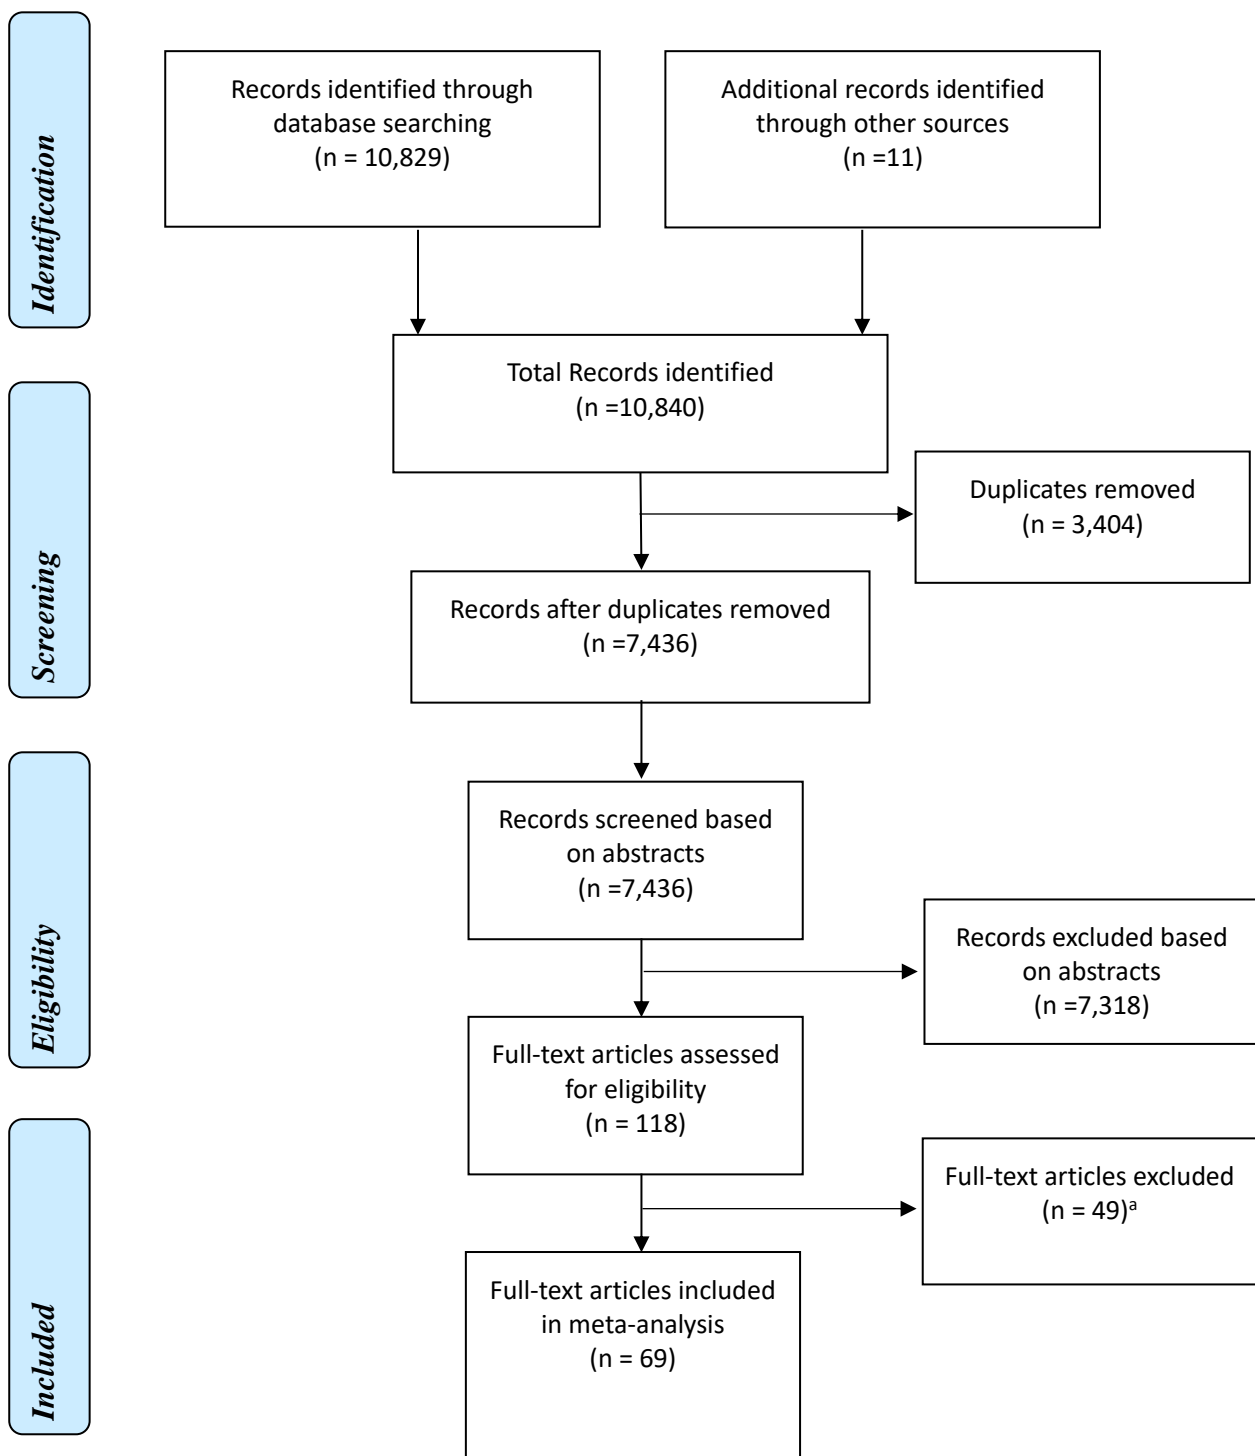 Identification
Records identified through
database searching
(n = 10,829)
Additional records identified
through other sources
(n =11)
Total Records identified
(n =10,840)
Screening
Duplicates removed
(n = 3,404)
Records after duplicates removed
(n =7,436)
Eligibility
Records screened based
on abstracts
(n =7,436)
Records excluded based
on abstracts
(n =7,318)
Full-text articles assessed
for eligibility
(n = 118)
Included
Full-text articles excluded
(n = 49)ᵃ
Full-text articles included
in meta-analysis
(n = 69)